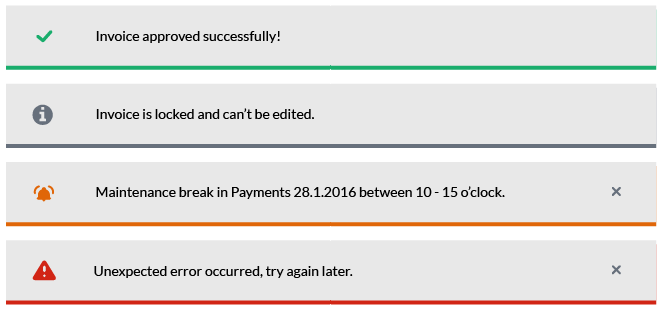 Invoice approved successfully!
Invoice is locked and can't be edited.
Maintenance break in Payments 28.1.2016 between 10 - 15 o'clock.
Unexpected error occurred, try again later.